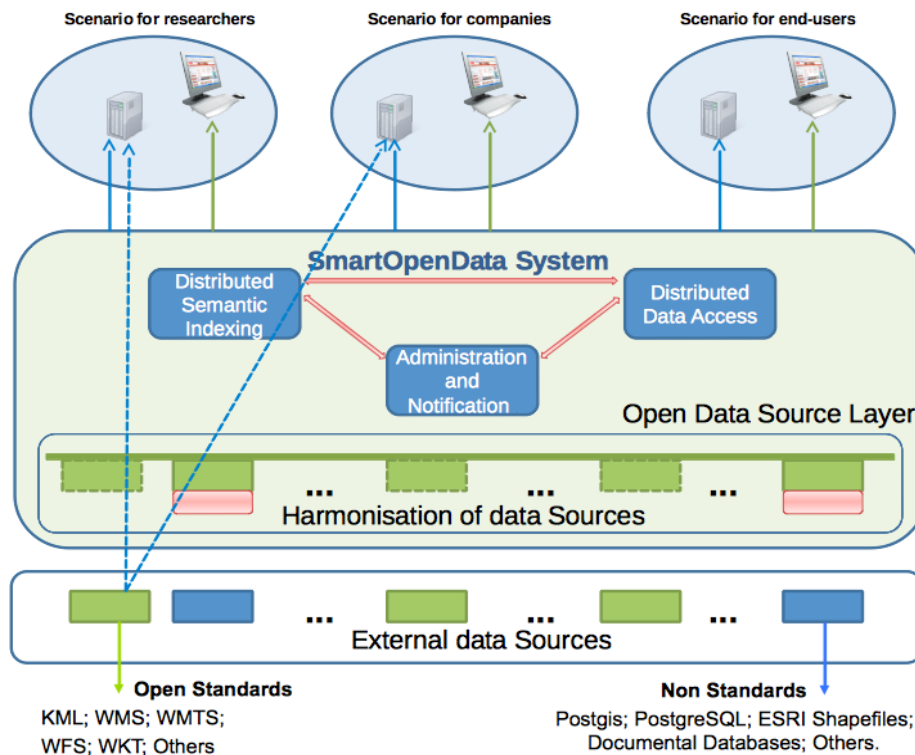 Scenario for researchers
Scenario for companies
Scenario for end-users
SmartOpenData System
Distributed
Semantic
Indexing
Distributed
Data Access
Administration
and
Notification
Open Data Source Layer
... ... ... ...
Harmonisation of data Sources
... ... ...
External data Sources
Open Standards
KML; WMS; WMTS;
WFS; WKT; Others
Non Standards
Postgis; PostgreSQL; ESRI Shapefiles;
Documental Databases; Others.